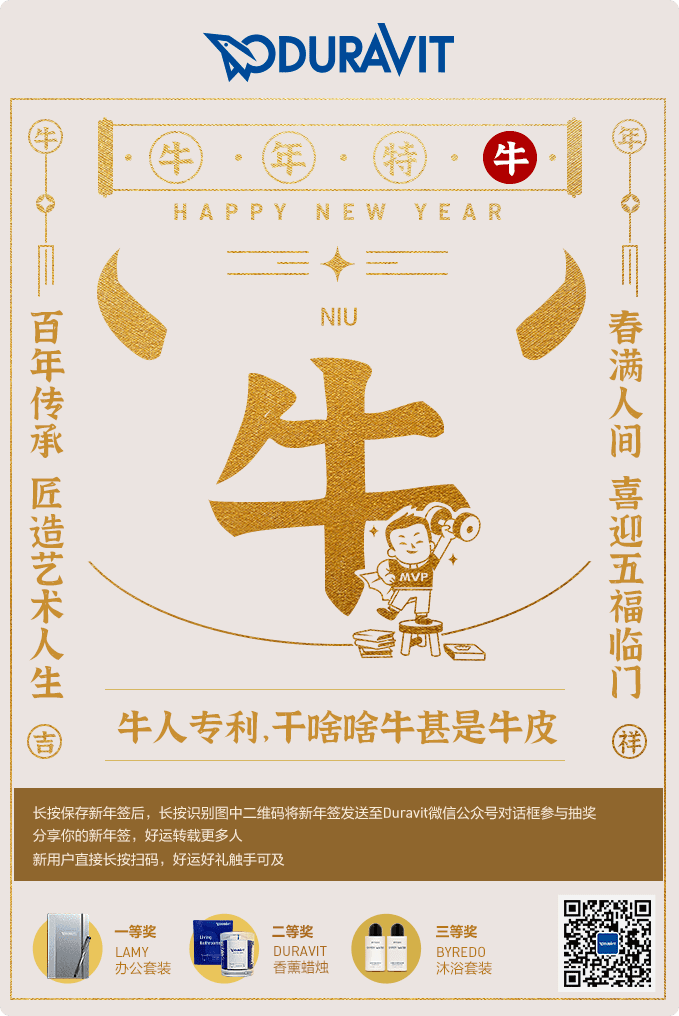 DURAVIT
牛年特牛
HAPPY NEW YEAR
牛
年
NIU
牛
百年传承 匠造艺术人生
春满人间 喜迎五福临门
MVP
吉
祥
牛人专利,干啥啥牛甚是牛皮
长按保存新年签后，长按识别图中二维码将新年签发送至Duravit微信公众号对话框参与抽奖
分享你的新年签，好运转载更多人
新用户直接长按扫码，好运好礼触手可及
一等奖
LAMY
办公套装
二等奖
DURAVIT
香薰蜡烛
三等奖
BYREDO
沐浴套装